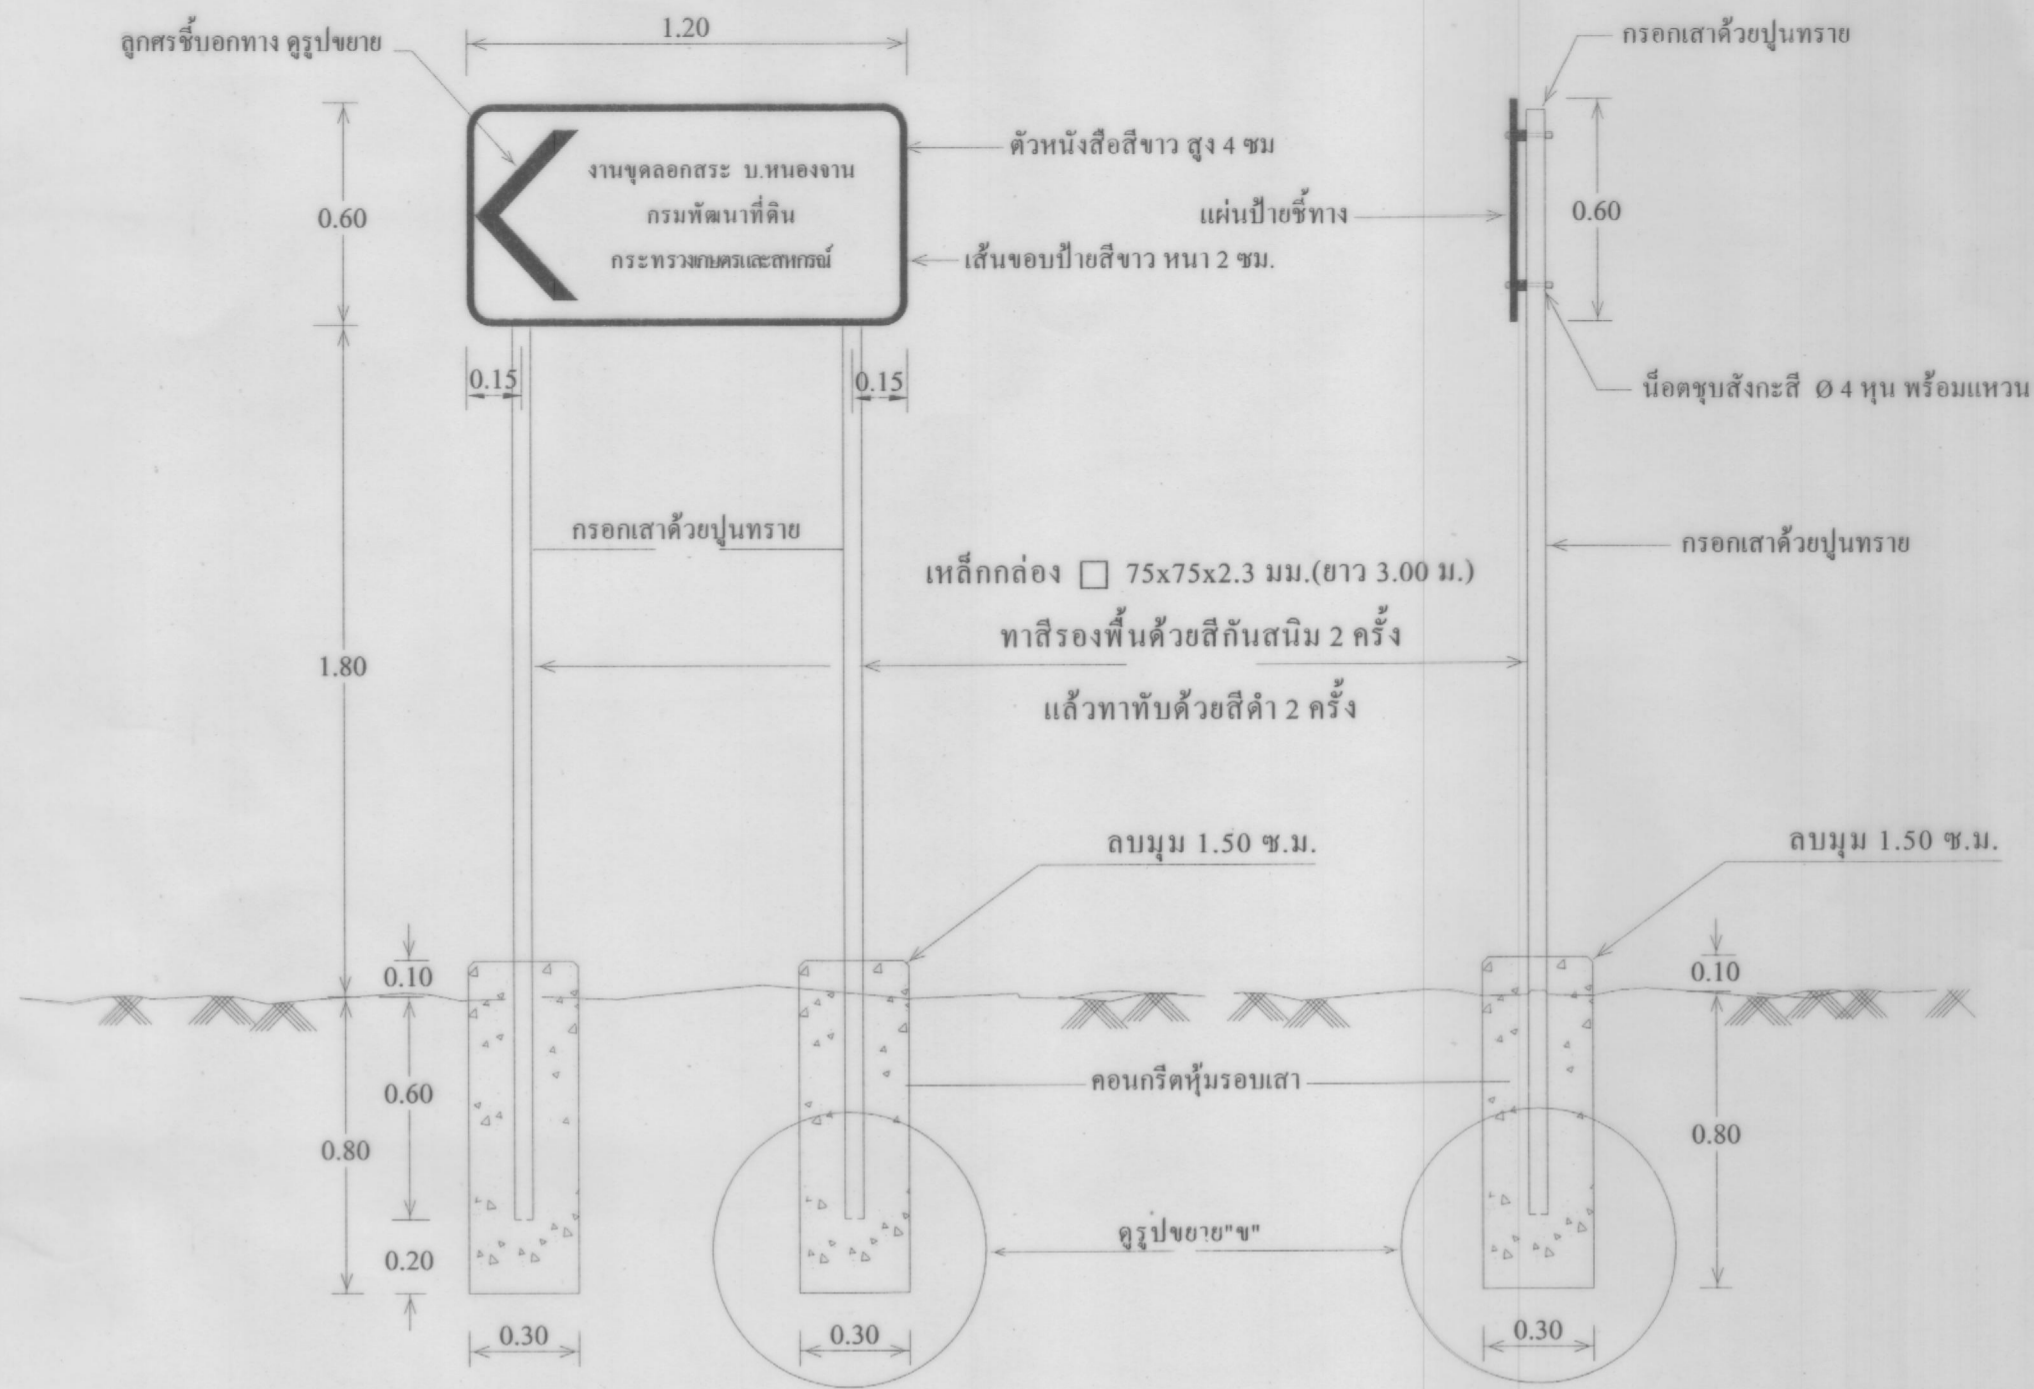 ลูกศรชี้บอกทาง ดูรูปขยาย
1.20
กรอกเสาด้วยปูนทราย
ตัวหนังสือสีขาว สูง 4 ซม
งานขุดลอกสระ บ.หนองจาน
กรมพัฒนาที่ดิน
กระทรวงเกษตรและสหกรณ์
0.60
แผ่นป้ายชี้ทาง
0.60
เส้นขอบป้ายสีขาว หนา 2 ซม.
0.15
0.15
น็อตชุบสังกะสี Ø 4 หุน พร้อมแหวน
กรอกเสาด้วยปูนทราย
กรอกเสาด้วยปูนทราย
เหล็กกล่อง □ 75x75x2.3 มม.(ยาว 3.00 ม.)
ทาสีรองพื้นด้วยสีกันสนิม 2 ครั้ง
1.80
แล้วทาทับด้วยสีดำ 2 ครั้ง
ลบมุม 1.50 ซ.ม.
ลบมุม 1.50 ซ.ม.
0.10
0.10
0.60
คอนกรีตหุ้มรอบเสา
0.80
0.80
ดูรูปขยาย"ข"
0.20
0.30
0.30
0.30